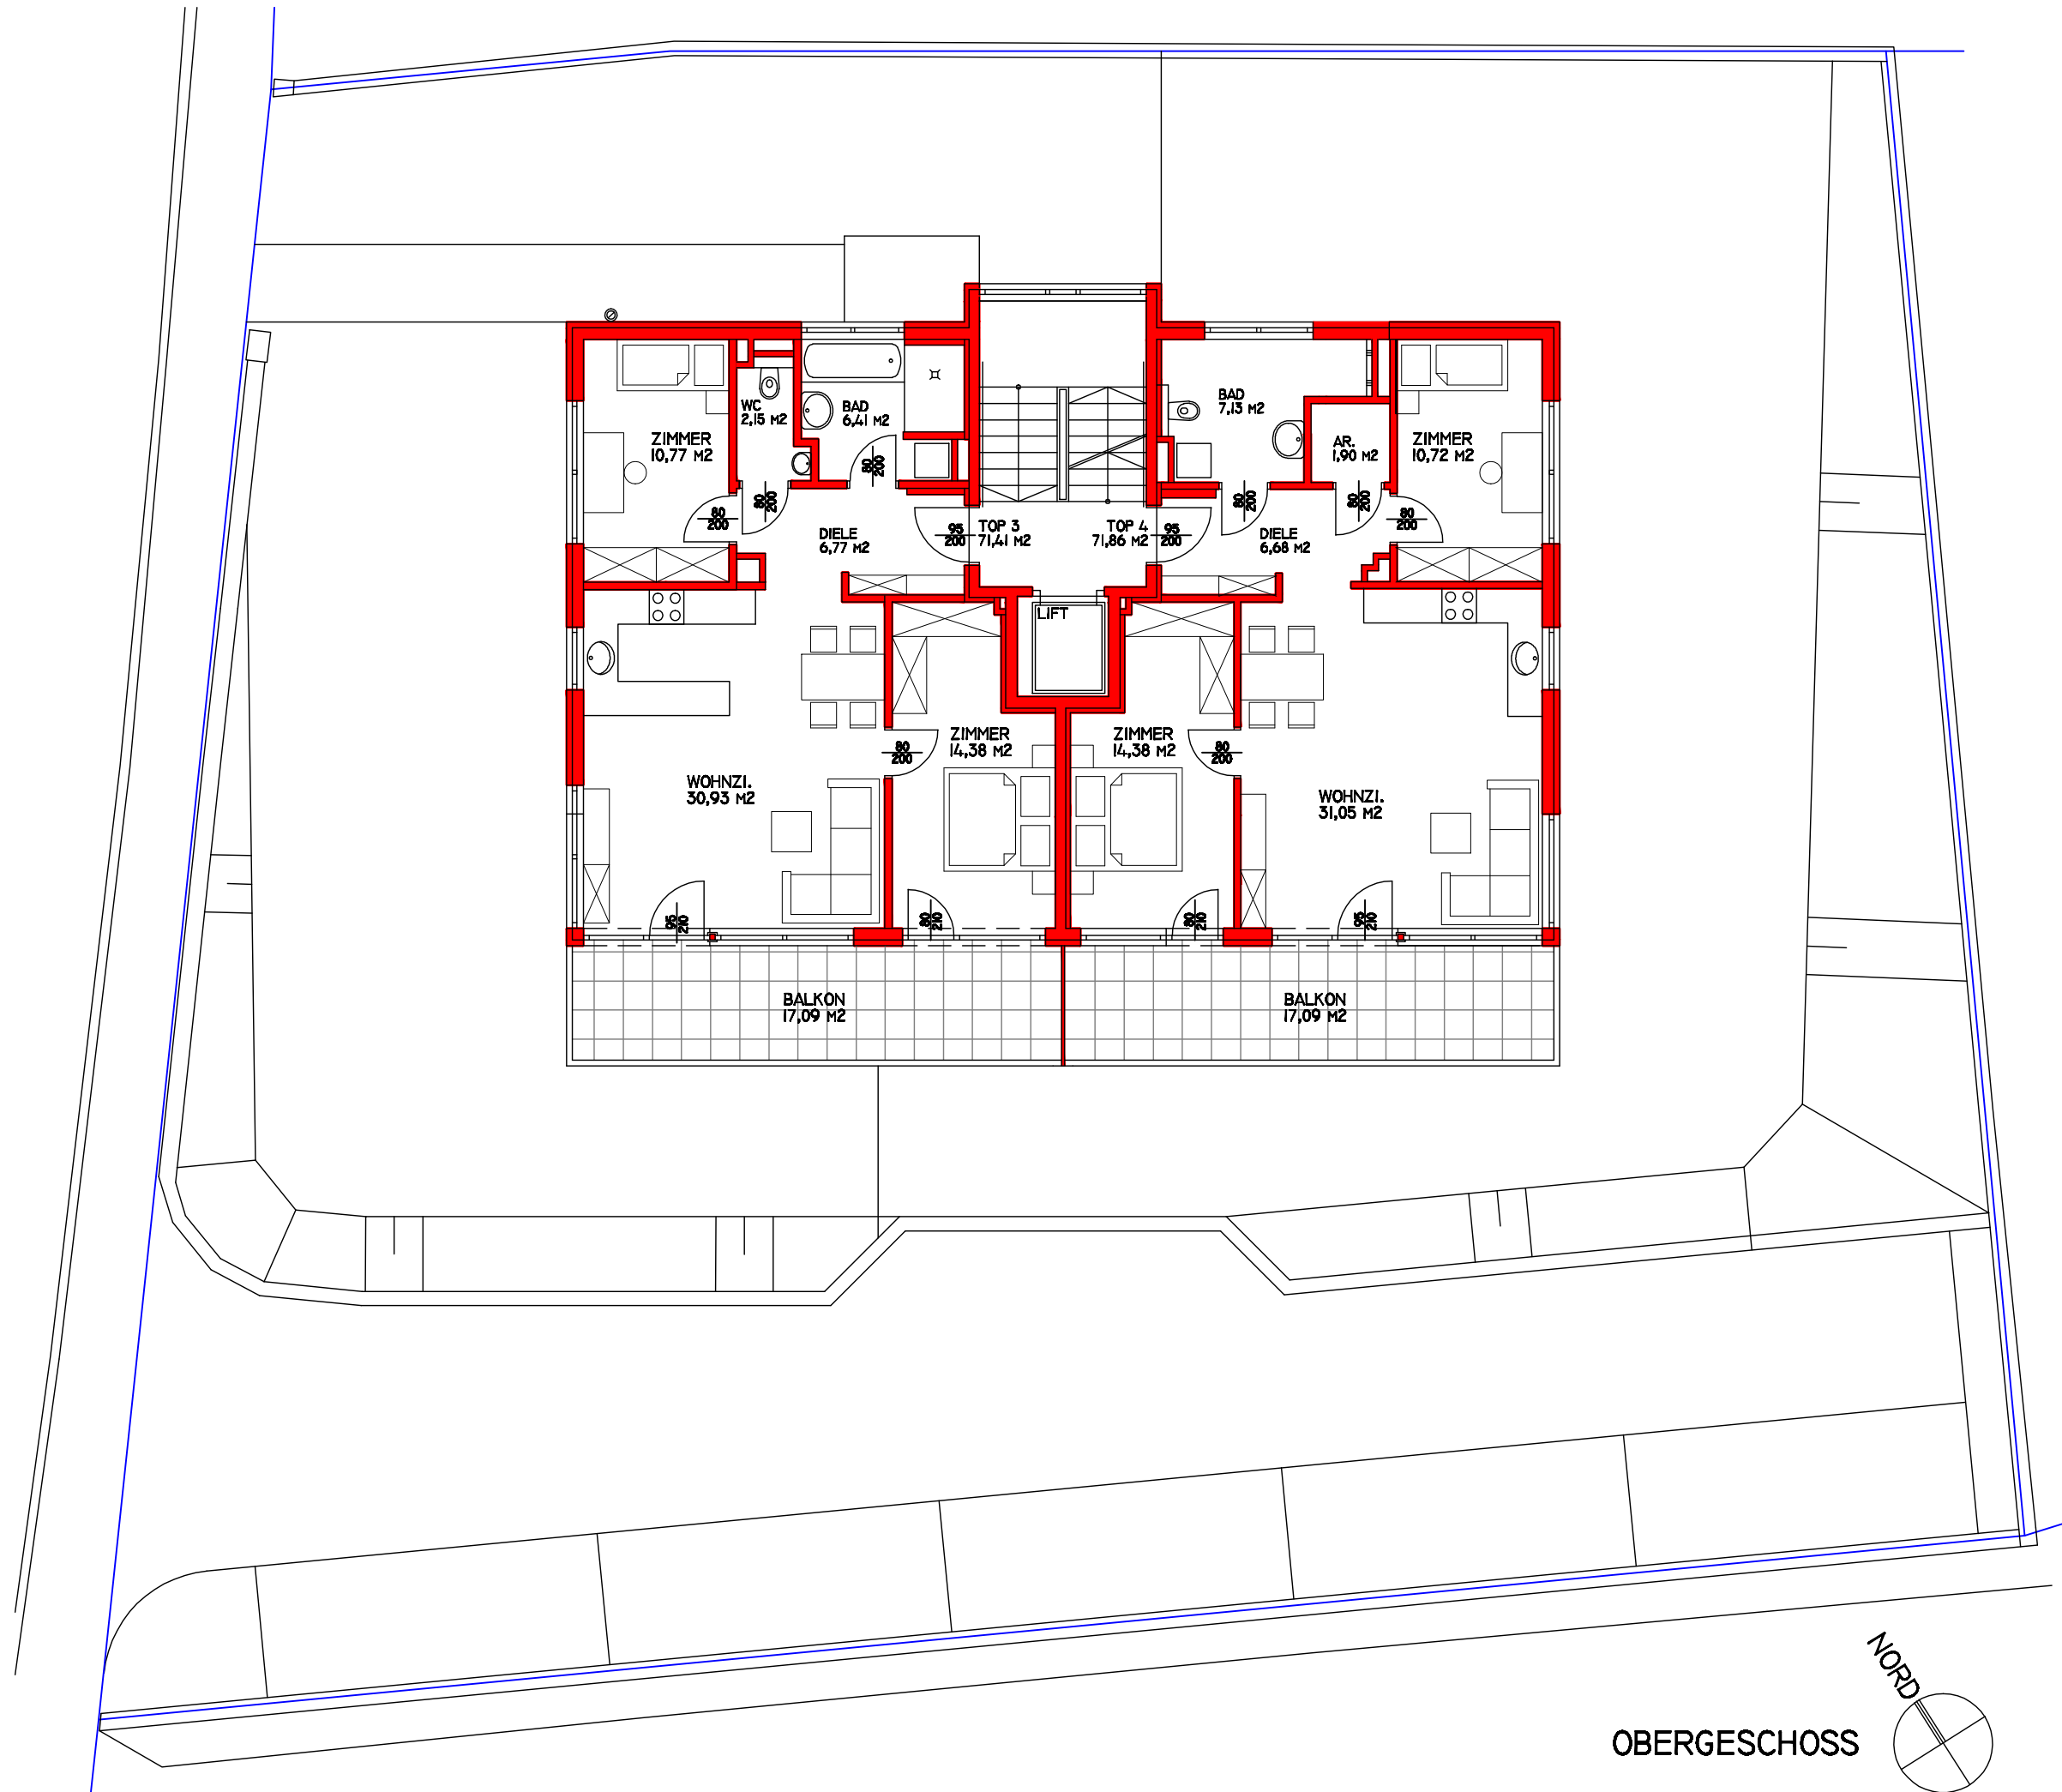 WC
2,15 M2
BAD
6,41 M2
BAD
7,13 M2
ZIMMER
10,77 M2
AR.
1,90 M2
ZIMMER
10,72 M2
80
200
80
200
80
200
80
200
80
200
80
200
DIELE
6,77 M2
95
200
TOP 3
71,41 M2
TOP 4
71,86 M2
95
200
DIELE
6,68 M2
LIFT
80
200
ZIMMER
14,38 M2
ZIMMER
14,38 M2
80
200
WOHNZI.
30,93 M2
WOHNZI.
31,05 M2
95
210
80
210
80
210
95
210
BALKON
17,09 M2
BALKON
17,09 M2
NORD
OBERGESCHOSS